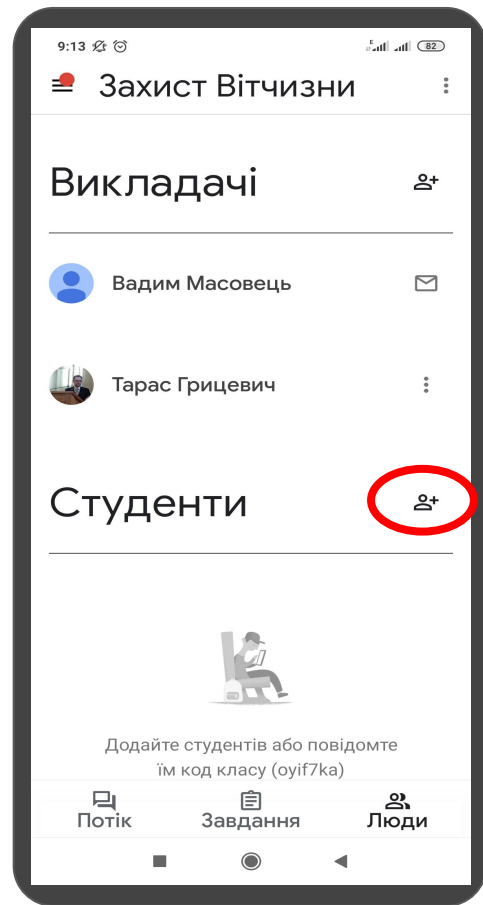 9:13
82
Захист Вітчизни
Викладачі
Вадим Масовець
Тарас Грицевич
Студенти
Додайте студентів або повідомте
їм код класу (oyif7ka)
Потік Завдання Люди